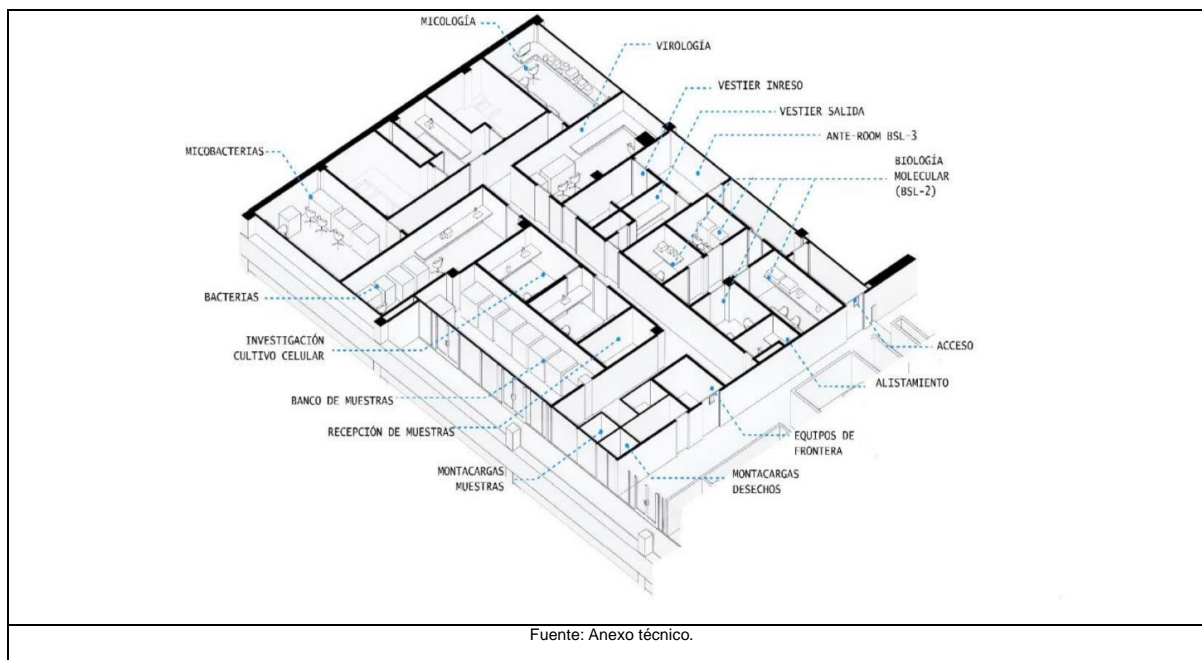 MICOLOGÍA
VIROLOGÍA
VESTIER INRESO
VESTIER SALIDA
ANTE-ROOM BSL-3
BIOLOGÍA
MOLECULAR
(BSL-2)
MICOBACTERIAS
BACTERIAS
INVESTIGACIÓN
CULTIVO CELULAR
BANCO DE MUESTRAS
RECEPCIÓN DE MUESTRAS
MONTACARGAS
MUESTRAS
MONTACARGAS
DESECHOS
EQUIPOS DE
FRONTERA
ALISTAMIENTO
ACCESO
Fuente: Anexo técnico.